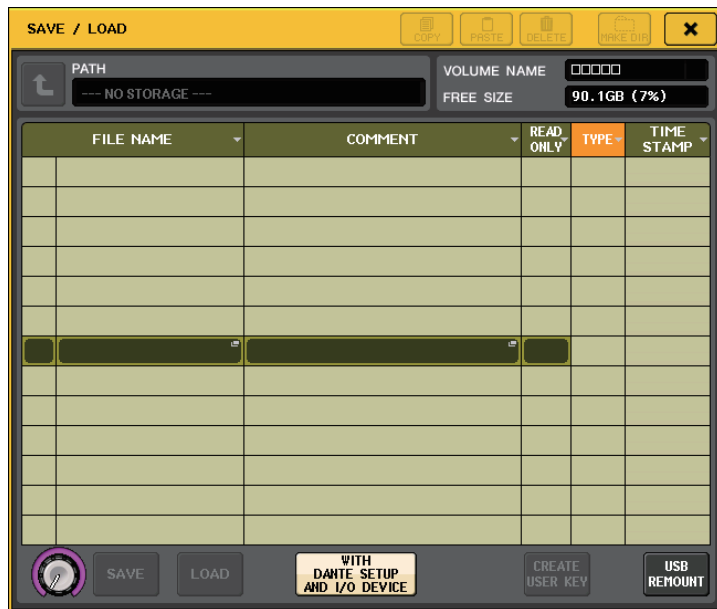 SAVE / LOAD
COPY PASTE DELETE MAKE DIR
PATH
--- NO STORAGE ---
VOLUME NAME □□□□□
FREE SIZE 90.1GB (7%)
FILE NAME COMMENT READ ONLY TYPE TIME STAMP
SAVE LOAD
WITH
DANTE SETUP
AND I/O DEVICE
CREATE
USER KEY
USB
REMOUNT